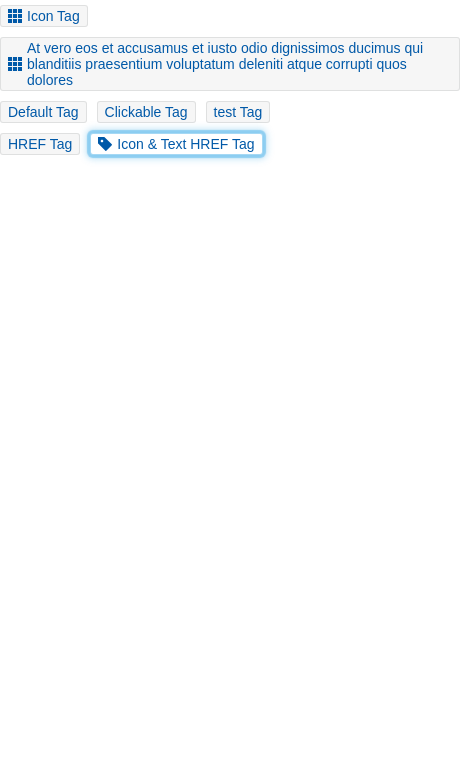 Icon Tag
At vero eos et accusamus et iusto odio dignissimos ducimus qui
blanditiis praesentium voluptatum deleniti atque corrupti quos
dolores
Default Tag Clickable Tag test Tag
HREF Tag Icon & Text HREF Tag